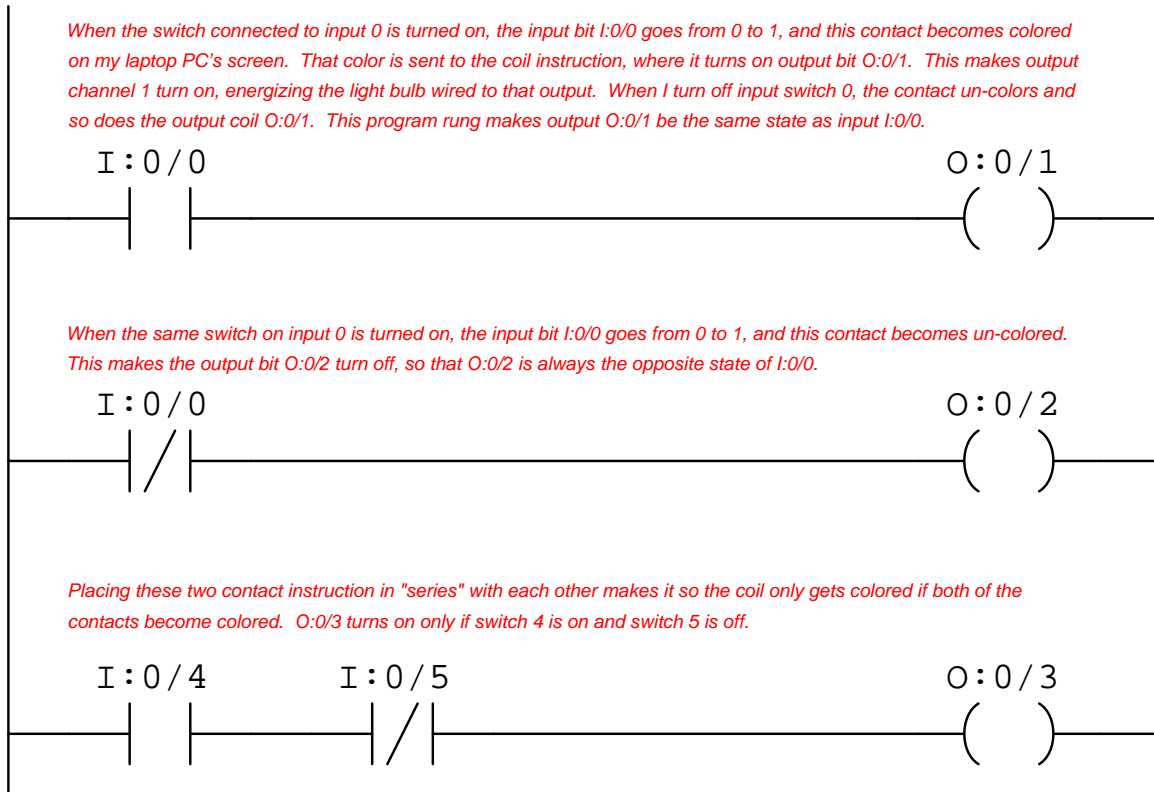 When the switch connected to input 0 is turned on, the input bit I:0/0 goes from 0 to 1, and this contact becomes colored
on my laptop PC's screen.  That color is sent to the coil instruction, where it turns on output bit O:0/1.  This makes output
channel 1 turn on, energizing the light bulb wired to that output.  When I turn off input switch 0, the contact un-colors and
so does the output coil O:0/1.  This program rung makes output O:0/1 be the same state as input I:0/0.
I:0/0 O:0/1
When the same switch on input 0 is turned on, the input bit I:0/0 goes from 0 to 1, and this contact becomes un-colored.
This makes the output bit O:0/2 turn off, so that O:0/2 is always the opposite state of I:0/0.
I:0/0 O:0/2
Placing these two contact instruction in "series" with each other makes it so the coil only gets colored if both of the
contacts become colored.  O:0/3 turns on only if switch 4 is on and switch 5 is off.
I:0/4 I:0/5 O:0/3